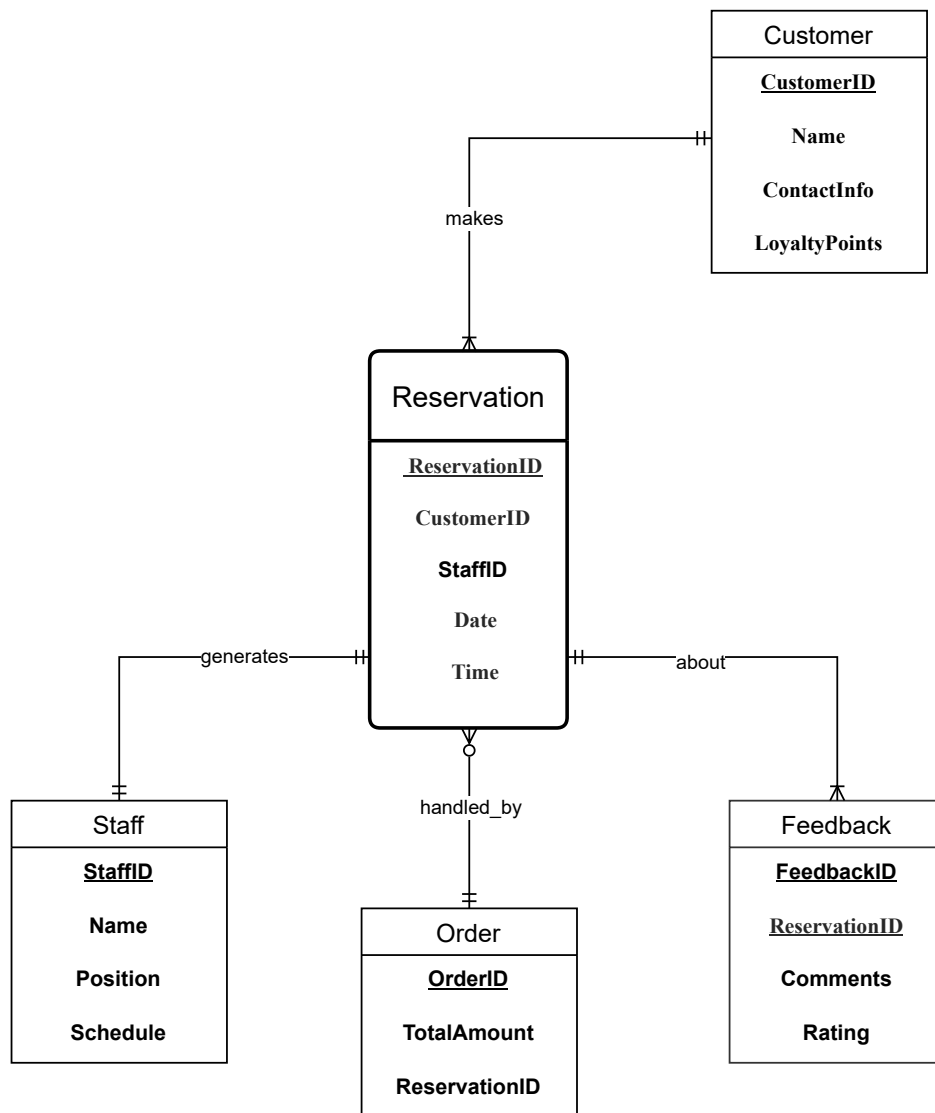 Customer
CustomerID
Name
ContactInfo
LoyaltyPoints
makes
Reservation
ReservationID
CustomerID
StaffID
Date
Time
generates
about
handled_by
Staff
StaffID
Name
Position
Schedule
Order
OrderID
TotalAmount
ReservationID
Feedback
FeedbackID
ReservationID
Comments
Rating